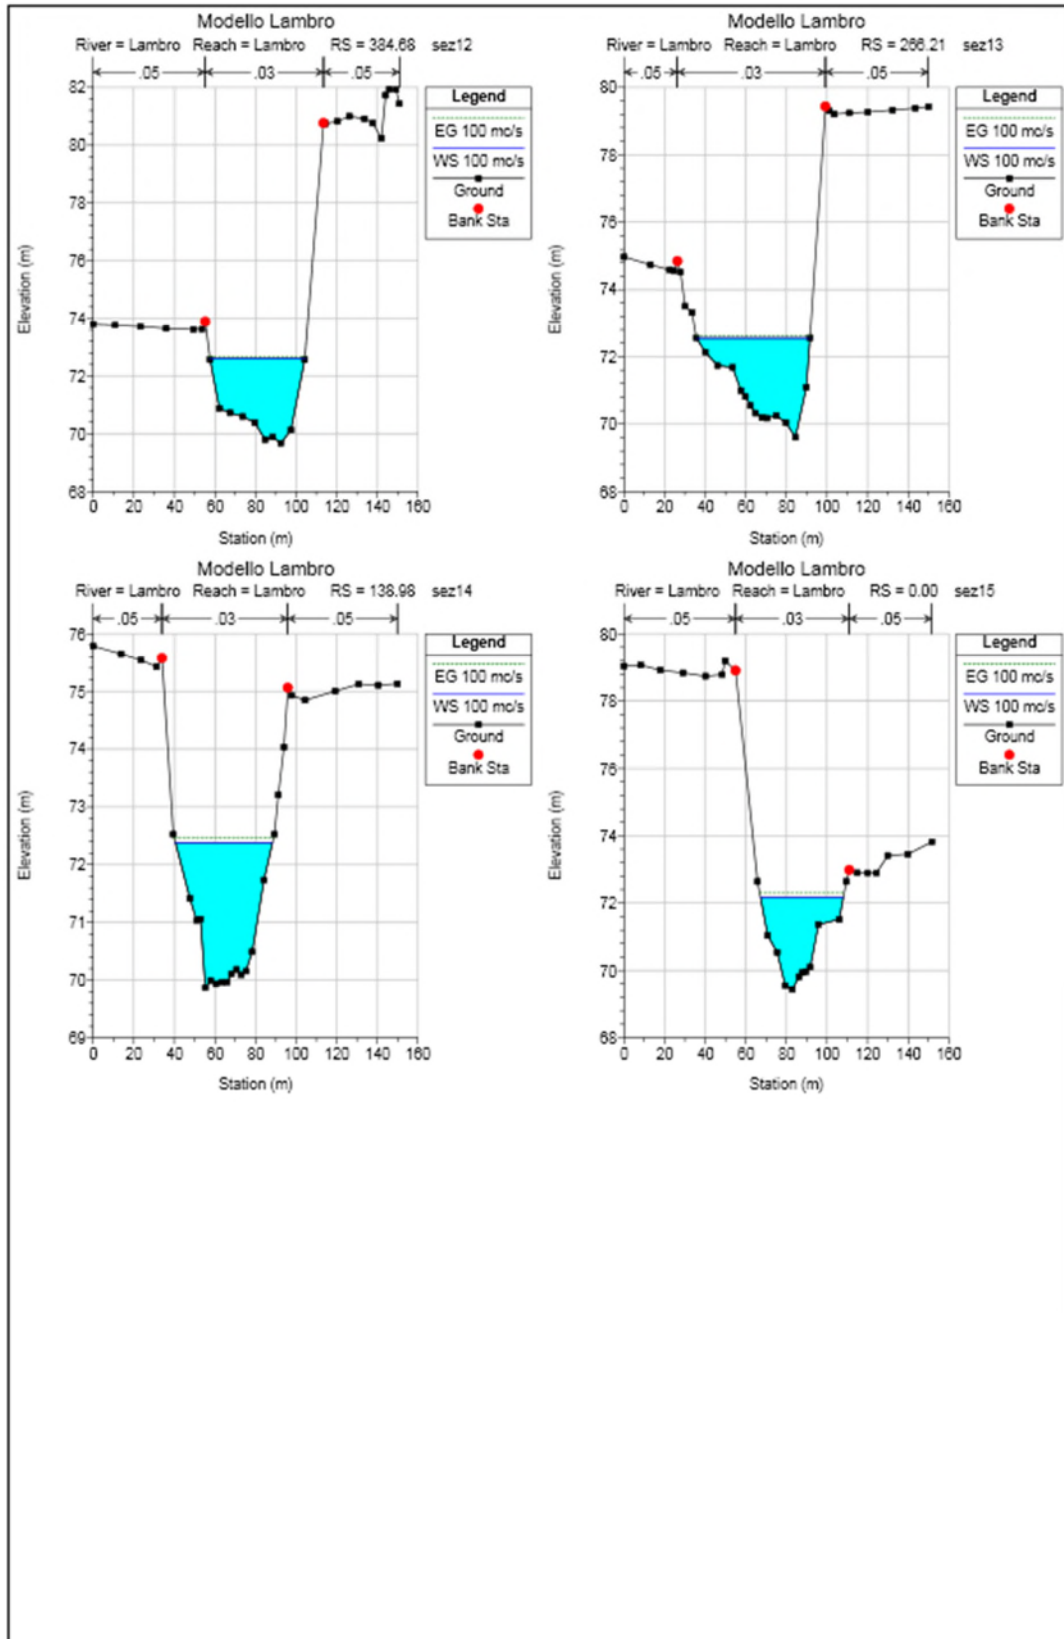 Modello Lambro
River = Lambro Reach = Lambro RS = 384.68 sez12
.05 .03 .05
82
80
78
76
74
72
70
68
Elevation (m)
0 20 40 60 80 100 120 140 160
Station (m)
Legend
EG 100 mc/s
WS 100 mc/s
Ground
Bank Sta
Modello Lambro
River = Lambro Reach = Lambro RS = 266.21 sez13
.05 .03 .05
80
78
76
74
72
70
68
Elevation (m)
0 20 40 60 80 100 120 140 160
Station (m)
Legend
EG 100 mc/s
WS 100 mc/s
Ground
Bank Sta
Modello Lambro
River = Lambro Reach = Lambro RS = 138.98 sez14
.05 .03 .05
76
75
74
73
72
71
70
69
Elevation (m)
0 20 40 60 80 100 120 140 160
Station (m)
Legend
EG 100 mc/s
WS 100 mc/s
Ground
Bank Sta
Modello Lambro
River = Lambro Reach = Lambro RS = 0.00 sez15
.05 .03 .05
80
78
76
74
72
70
68
Elevation (m)
0 20 40 60 80 100 120 140 160
Station (m)
Legend
EG 100 mc/s
WS 100 mc/s
Ground
Bank Sta